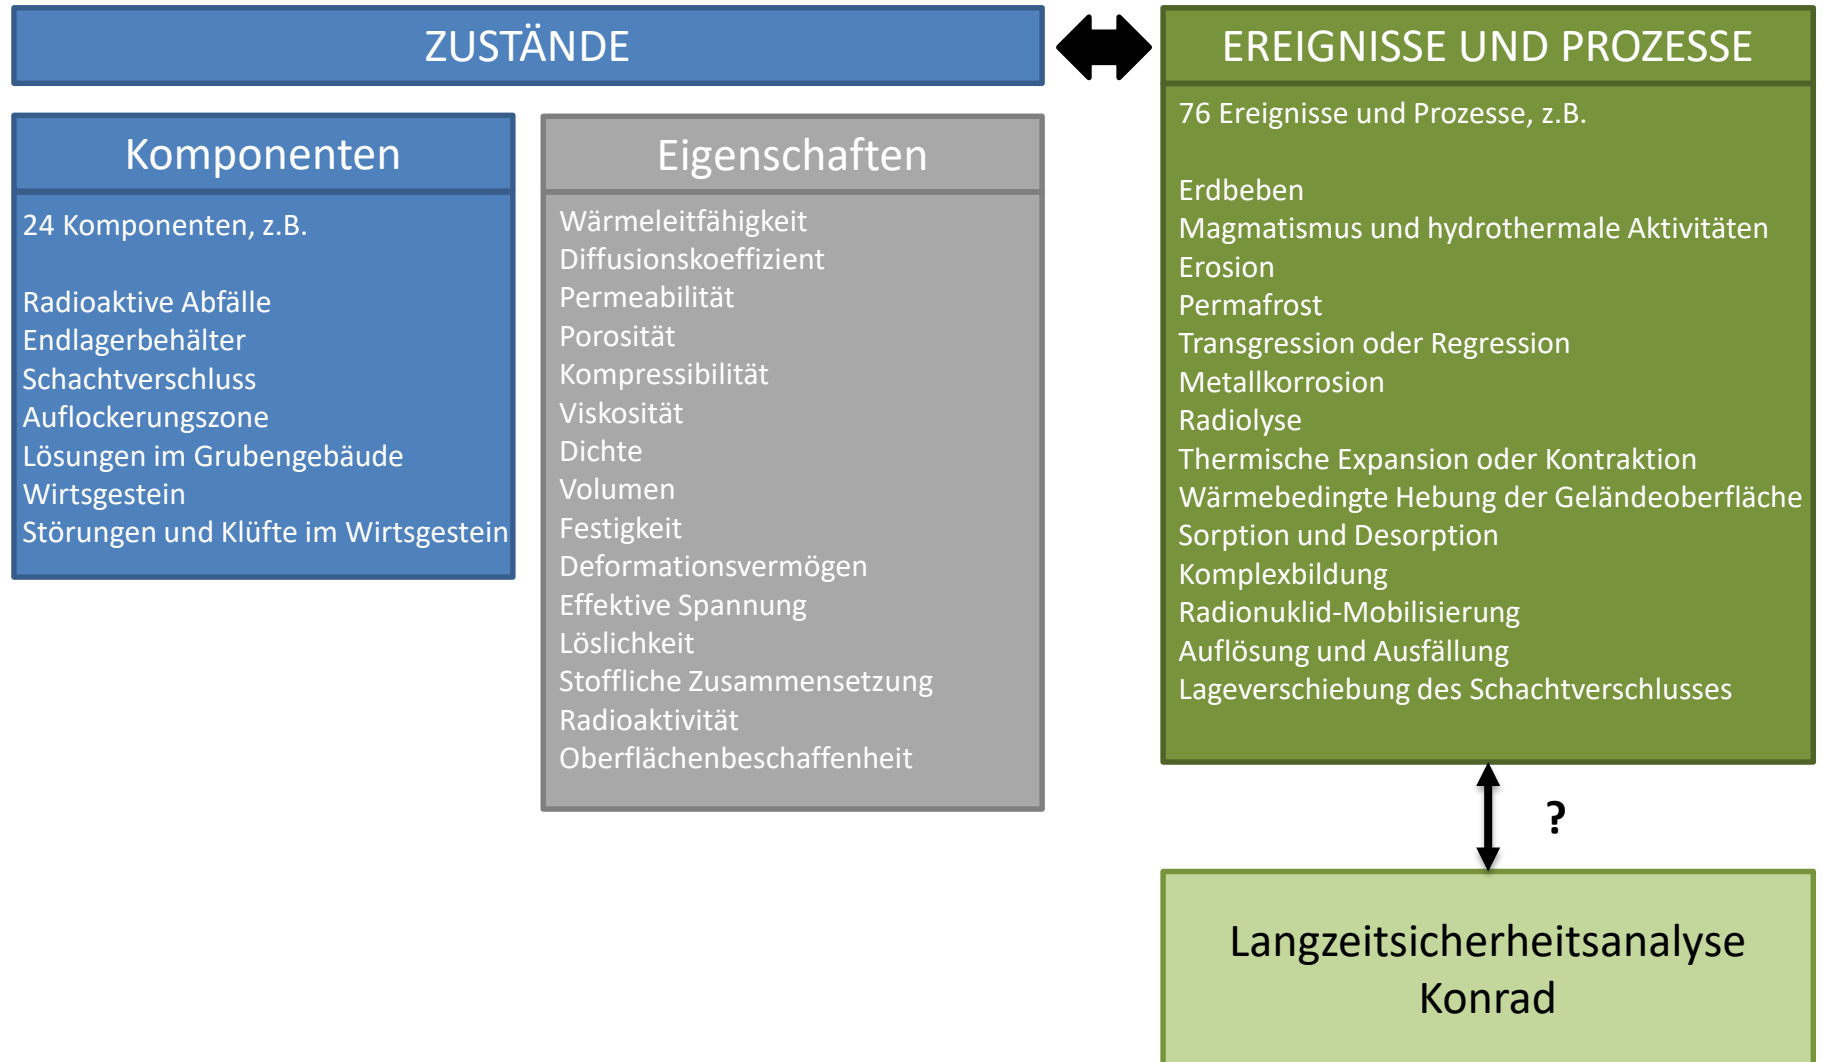 ZUSTÄNDE
Komponenten
24 Komponenten, z.B.
Radioaktive Abfälle
Endlagerbehälter
Schachtverschluss
Auflockerungszone
Lösungen im Grubengebäude
Wirtsgestein
Störungen und Klüfte im Wirtsgestein
Eigenschaften
Wärmeleitfähigkeit
Diffusionskoeffizient
Permeabilität
Porosität
Kompressibilität
Viskosität
Dichte
Volumen
Festigkeit
Deformationsvermögen
Effektive Spannung
Löslichkeit
Stoffliche Zusammensetzung
Radioaktivität
Oberflächenbeschaffenheit
EREIGNISSE UND PROZESSE
76 Ereignisse und Prozesse, z.B.
Erdbeben
Magmatismus und hydrothermale Aktivitäten
Erosion
Permafrost
Transgression oder Regression
Metallkorrosion
Radiolyse
Thermische Expansion oder Kontraktion
Wärmebedingte Hebung der Geländeoberfläche
Sorption und Desorption
Komplexbildung
Radionuklid-Mobilisierung
Auflösung und Ausfällung
Lageverschiebung des Schachtverschlusses
?
Langzeitsicherheitsanalyse
Konrad